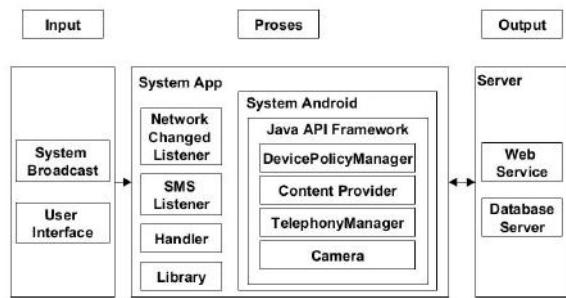 Input
Proses
Output
System
Broadcast
User
Interface
System App
Network
Changed
Listener
SMS
Listener
Handler
Library
System Android
Java API Framework
DevicePolicyManager
Content Provider
TelephonyManager
Camera
Server
Web
Service
Database
Server